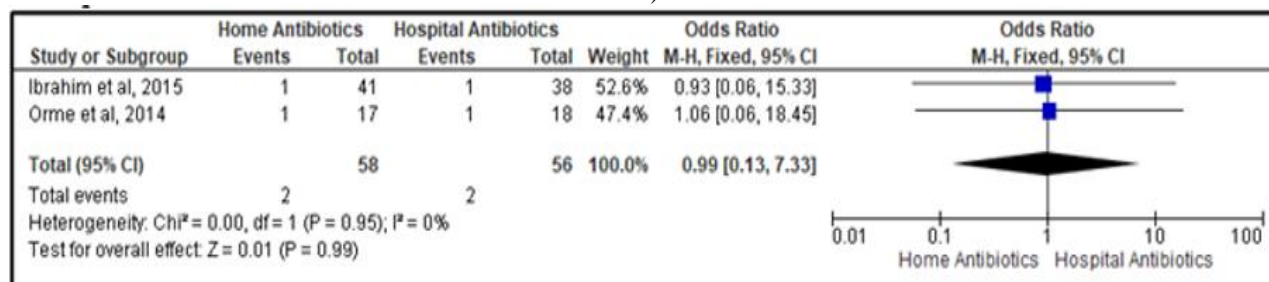 Home Antibiotics Hospital Antibiotics Odds Ratio Odds Ratio
Study or Subgroup Events Total Events Total Weight M-H, Fixed, 95% CI M-H, Fixed, 95% CI
Ibrahim et al, 2015 1 41 1 38 52.6% 0.93 [0.06, 15.33]
Orme et al, 2014 1 17 1 18 47.4% 1.06 [0.06, 18.45]
Total (95% CI) 58 56 100.0% 0.99 [0.13, 7.33]
Total events 2 2
Heterogeneity: Chi² = 0.00, df = 1 (P = 0.95); I² = 0%
Test for overall effect: Z = 0.01 (P = 0.99)
0.01 0.1 1 10 100
Home Antibiotics Hospital Antibiotics